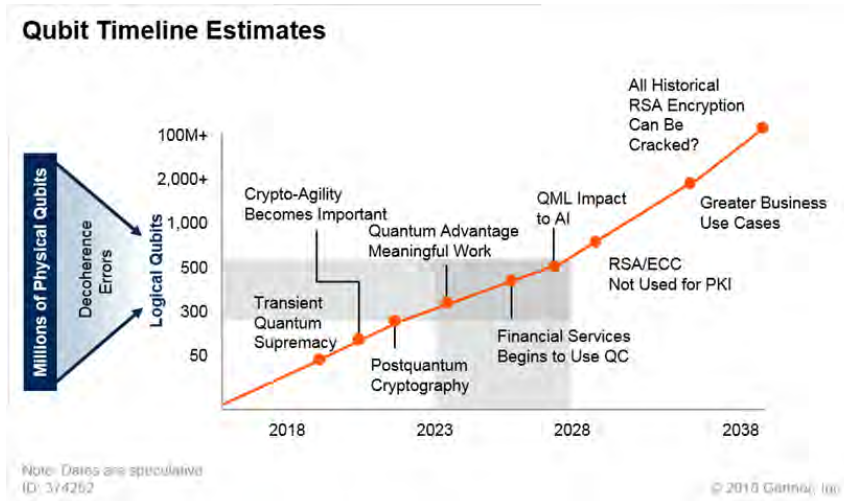 Qubit Timeline Estimates
Millions of Physical Qubits
Decoherence
Errors
Logical Qubits
100M+
2,000+
1,000
500
300
50
Transient
Quantum
Supremacy
Crypto-Agility
Becomes Important
Postquantum
Cryptography
Quantum Advantage
Meaningful Work
Financial Services
Begins to Use QC
QML Impact
to AI
RSA/ECC
Not Used for PKI
Greater Business
Use Cases
All Historical
RSA Encryption
Can Be
Cracked?
2018
2023
2028
2038
Note: Dates are speculative
ID: 374262
© 2018 Gartner, Inc